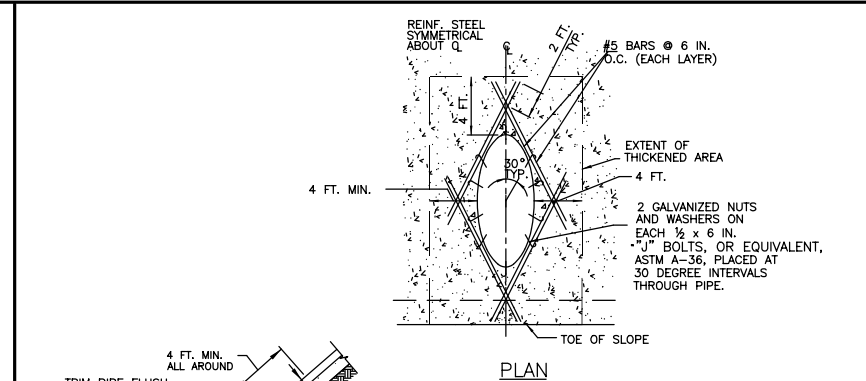 REINF. STEEL
SYMMETRICAL
ABOUT ℄
℄
2 FT.
TYP.
#5 BARS @ 6 IN.
O.C. (EACH LAYER)
4 FT.
EXTENT OF
THICKENED AREA
30°
TYP.
4 FT. MIN.
4 FT.
2 GALVANIZED NUTS
AND WASHERS ON
EACH ½ x 6 IN.
"J" BOLTS, OR EQUIVALENT,
ASTM A-36, PLACED AT
30 DEGREE INTERVALS
THROUGH PIPE.
TOE OF SLOPE
PLAN
4 FT. MIN.
ALL AROUND
TRIM PIPE FLUSH